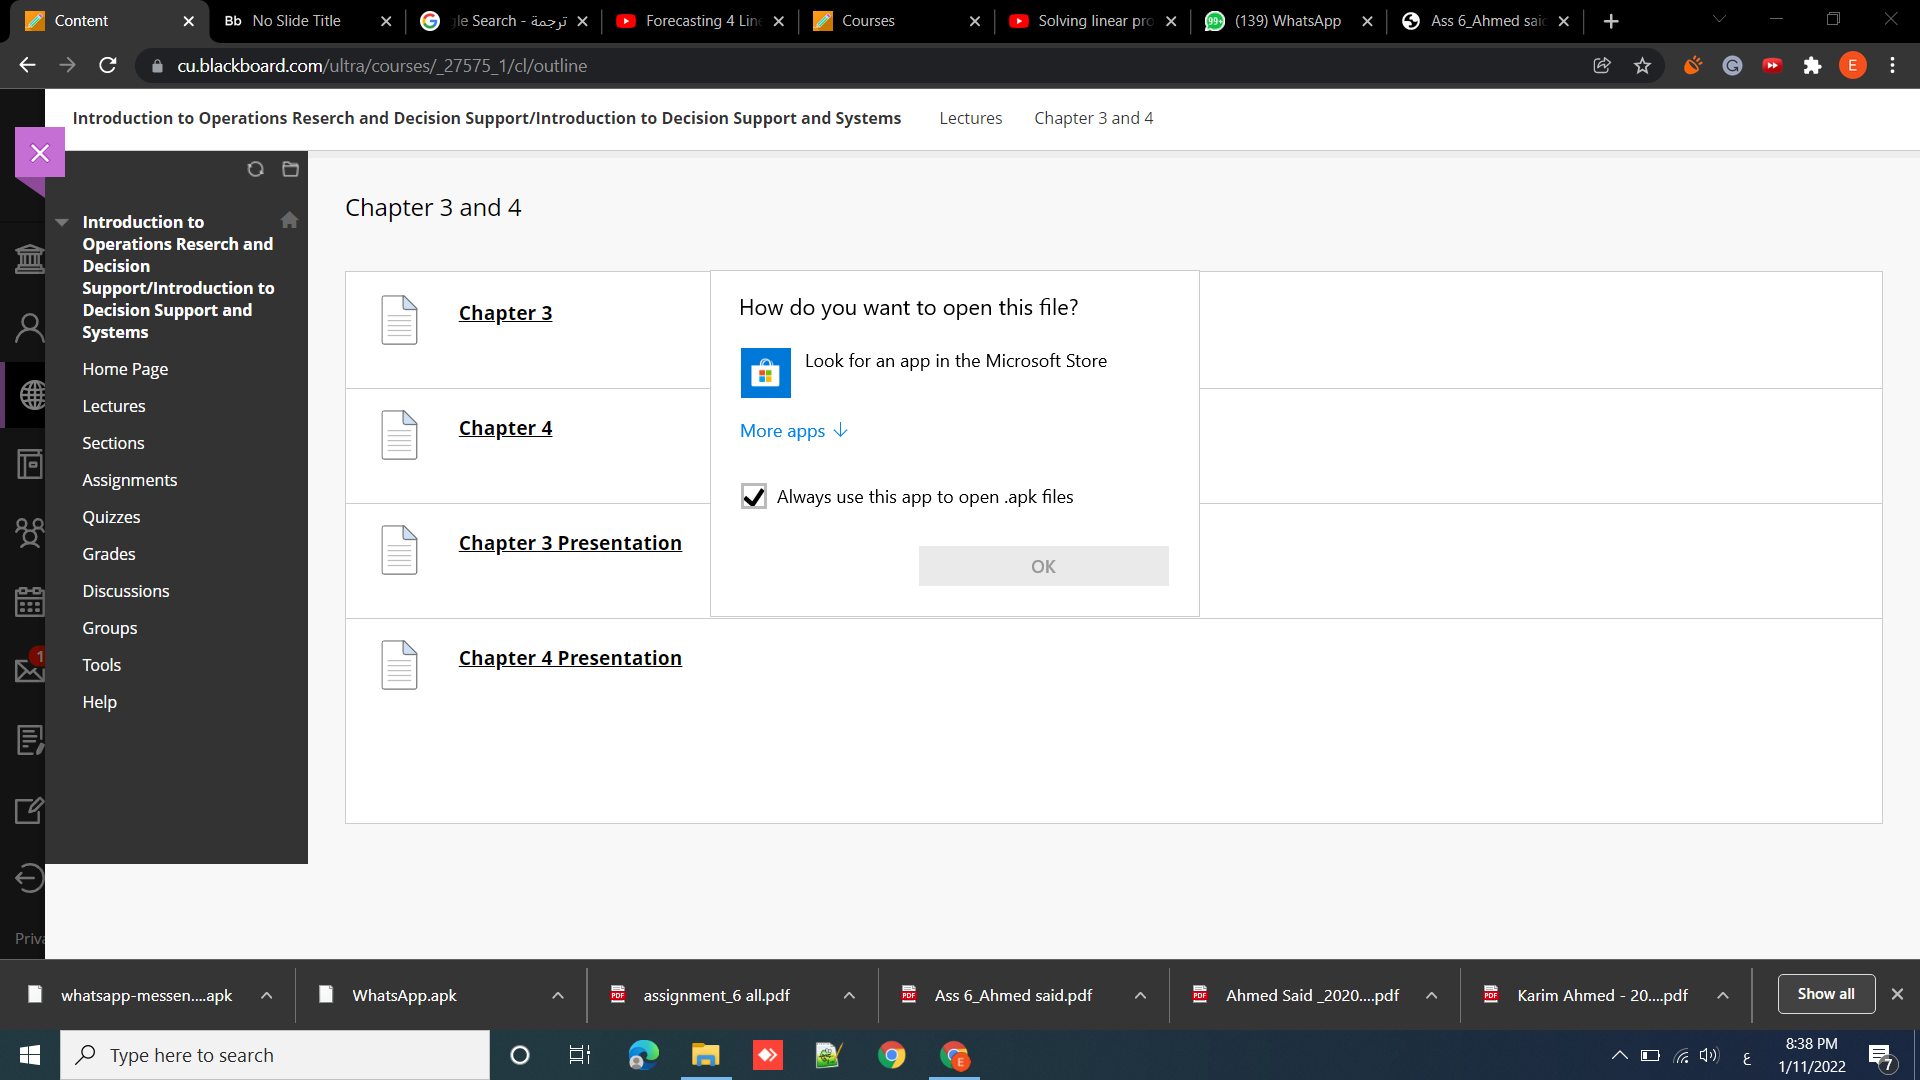 Content
Bb No Slide Title
gle Search - ترجمة
Forecasting 4 Line
Courses
Solving linear pro
99+ (139) WhatsApp
Ass 6_Ahmed said
cu.blackboard.com/ultra/courses/_27575_1/cl/outline
E
Introduction to Operations Reserch and Decision Support/Introduction to Decision Support and Systems
Lectures
Chapter 3 and 4
Introduction to
Operations Reserch and
Decision
Support/Introduction to
Decision Support and
Systems
Home Page
Lectures
Sections
Assignments
Quizzes
Grades
Discussions
Groups
Tools
Help
1
Priva
Chapter 3 and 4
Chapter 3
Chapter 4
Chapter 3 Presentation
Chapter 4 Presentation
How do you want to open this file?
Look for an app in the Microsoft Store
More apps
Always use this app to open .apk files
OK
whatsapp-messen....apk
WhatsApp.apk
PDF assignment_6 all.pdf
PDF Ass 6_Ahmed said.pdf
PDF Ahmed Said _2020....pdf
PDF Karim Ahmed - 20....pdf
Show all
Type here to search
E
ع
8:38 PM
1/11/2022
7